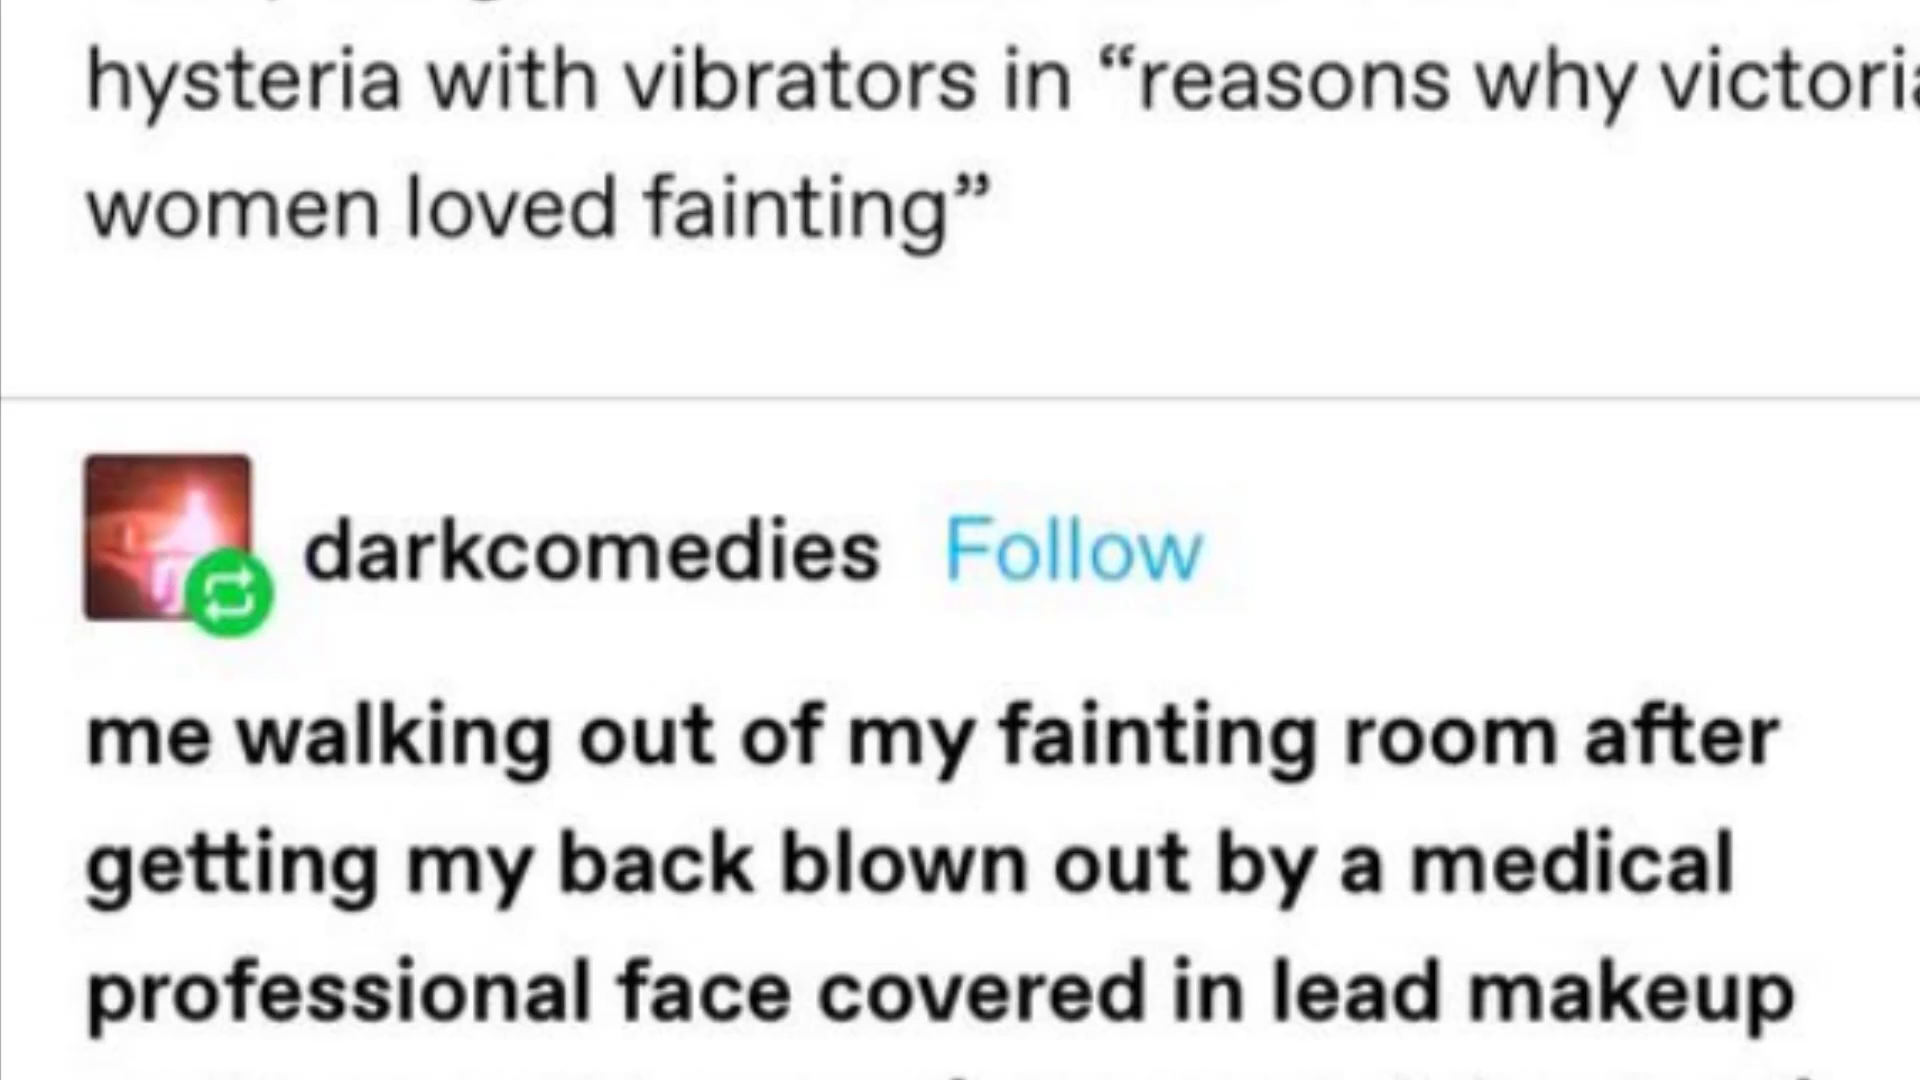 hysteria with vibrators in “reasons why victoria
women loved fainting”
darkcomedies Follow
me walking out of my fainting room after
getting my back blown out by a medical
professional face covered in lead makeup